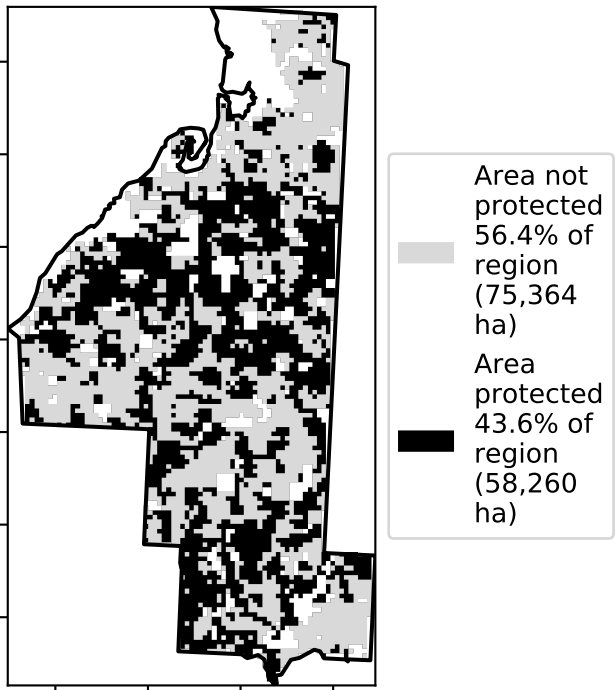 Area not
protected
56.4% of
region
(75,364
ha)
Area
protected
43.6% of
region
(58,260
ha)